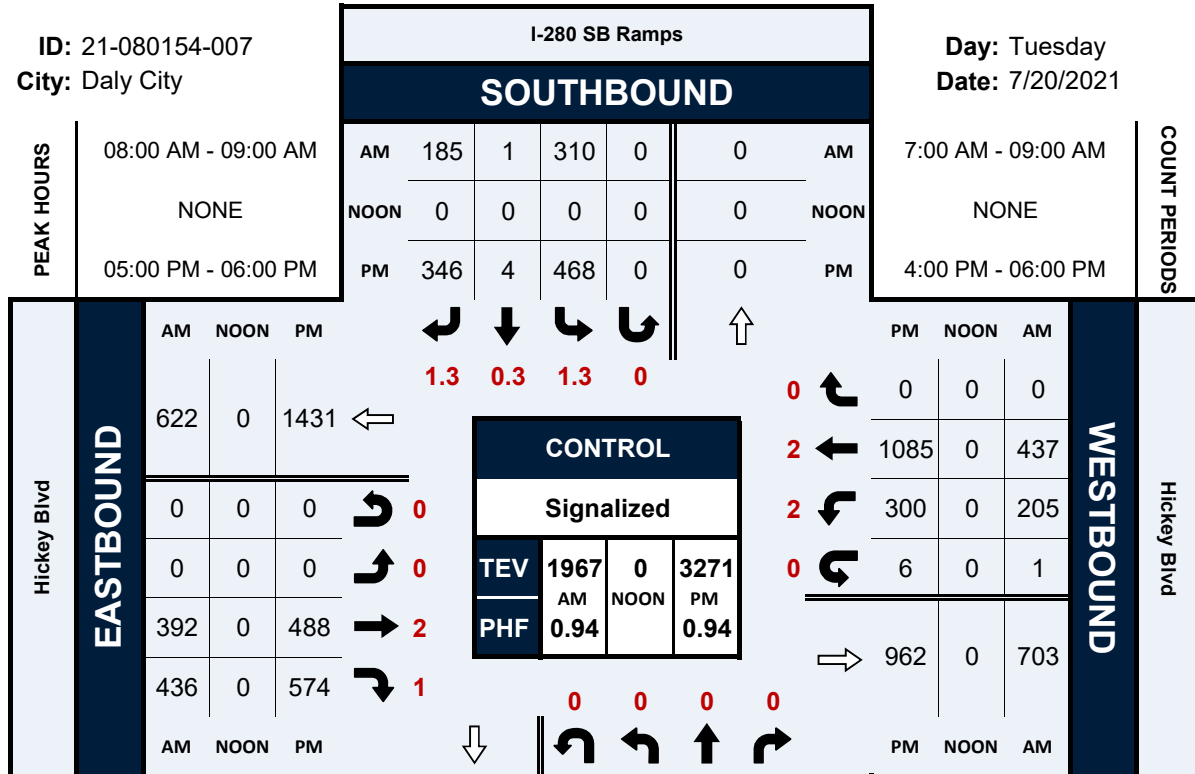 I-280 SB Ramps
ID: 21-080154-007
Day: Tuesday
City: Daly City
SOUTHBOUND
Date: 7/20/2021
PEAK HOURS
08:00 AM - 09:00 AM
NONE
05:00 PM - 06:00 PM
AM 185 1 310 0 0 AM
NOON 0 0 0 0 0 NOON
PM 346 4 468 0 0 PM
7:00 AM - 09:00 AM
NONE
4:00 PM - 06:00 PM
COUNT PERIODS
1.3 0.3 1.3 0
Hickey Blvd
EASTBOUND
AM NOON PM
622 0 1431
0 0 0 0
0 0 0 0
392 0 488 2
436 0 574 1
AM NOON PM
CONTROL
Signalized
TEV 1967 0 3271
AM NOON PM
PHF 0.94 0.94
PM NOON AM
0 0 0 0
2 1085 0 437
2 300 0 205
0 6 0 1
962 0 703
PM NOON AM
WESTBOUND
Hickey Blvd
0 0 0 0